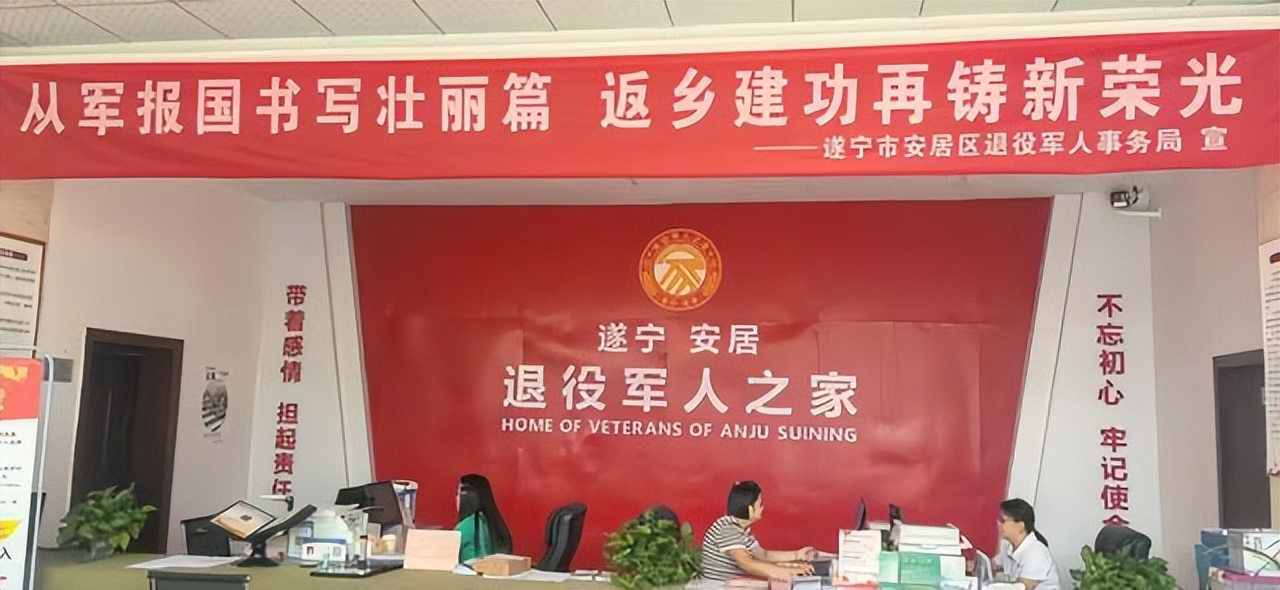 从军报国书写壮丽篇 返乡建功再铸新荣光
——遂宁市安居区退役军人事务局 宣
带着感情 担起责任
遂宁 安居
退役军人之家
HOME OF VETERANS OF ANJU SUINING
不忘初心 牢记使命